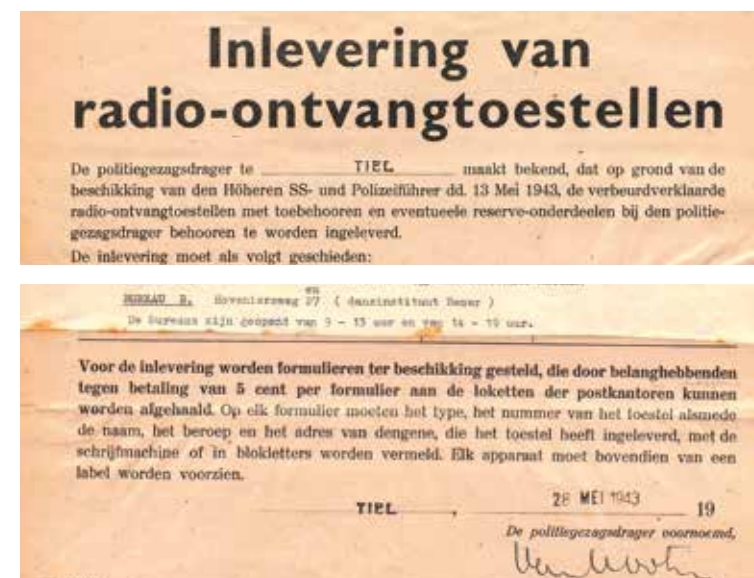 Inlevering van
radio-ontvangtoestellen
De politiegezagsdrager te TIEL maakt bekend, dat op grond van de
beschikking van den Höheren SS- und Polizeiführer dd. 13 Mei 1943, de verbeurdverklaarde
radio-ontvangtoestellen met toebehooren en eventueele reserve-onderdeelen bij den politie-
gezagsdrager behooren te worden ingeleverd.
De inlevering moet als volgt geschieden:
en
BUREAU B. Hoveniersweg 27 ( dansinstituut )
De bureaux zijn geopend van 9 - 13 uur en van 14 - 19 uur.
Voor de inlevering worden formulieren ter beschikking gesteld, die door belanghebbenden
tegen betaling van 5 cent per formulier aan de loketten der postkantoren kunnen
worden afgehaald. Op elk formulier moeten het type, het nummer van het toestel alsmede
de naam, het beroep en het adres van dengene, die het toestel heeft ingeleverd, met de
schrijfmachine of in blokletters worden vermeld. Elk apparaat moet bovendien van een
label worden voorzien.
TIEL, 28 MEI 1943 19
De politiegezagsdrager voornoemd,